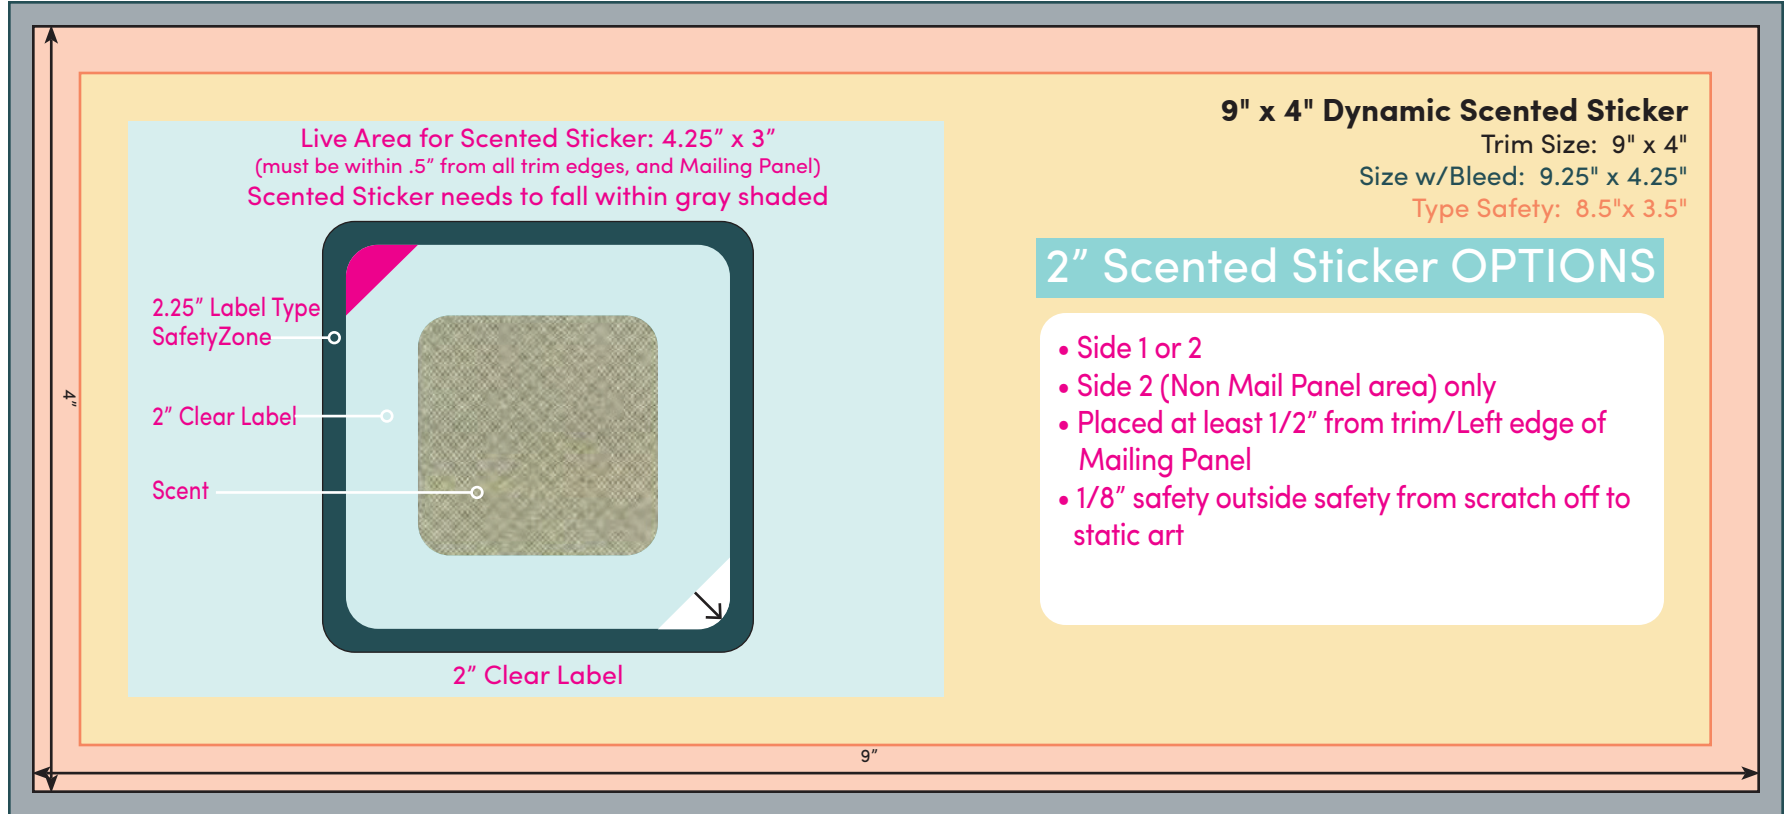 Live Area for Scented Sticker: 4.25” x 3”
(must be within .5” from all trim edges, and Mailing Panel)
Scented Sticker needs to fall within gray shaded
2.25” Label Type
SafetyZone
2” Clear Label
Scent
2” Clear Label
4”
9”
9" x 4" Dynamic Scented Sticker
Trim Size: 9" x 4"
Size w/Bleed: 9.25" x 4.25"
Type Safety: 8.5"x 3.5"
2” Scented Sticker OPTIONS
• Side 1 or 2
• Side 2 (Non Mail Panel area) only
• Placed at least 1/2” from trim/Left edge of
Mailing Panel
• 1/8” safety outside safety from scratch off to
static art